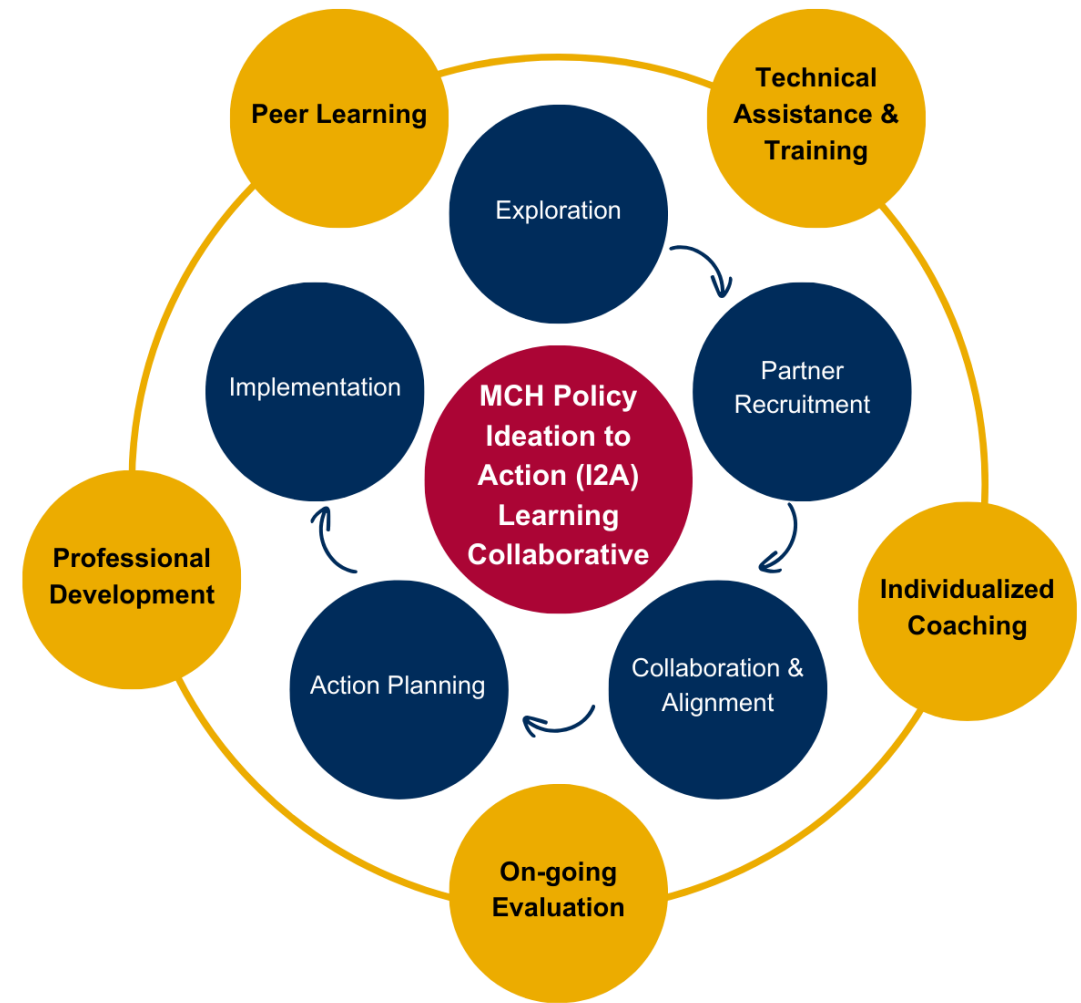 Peer Learning
Technical
Assistance &
Training
Exploration
Implementation
Partner
Recruitment
MCH Policy
Ideation to
Action (I2A)
Learning
Collaborative
Professional
Development
Individualized
Coaching
Action Planning
Collaboration &
Alignment
On-going
Evaluation